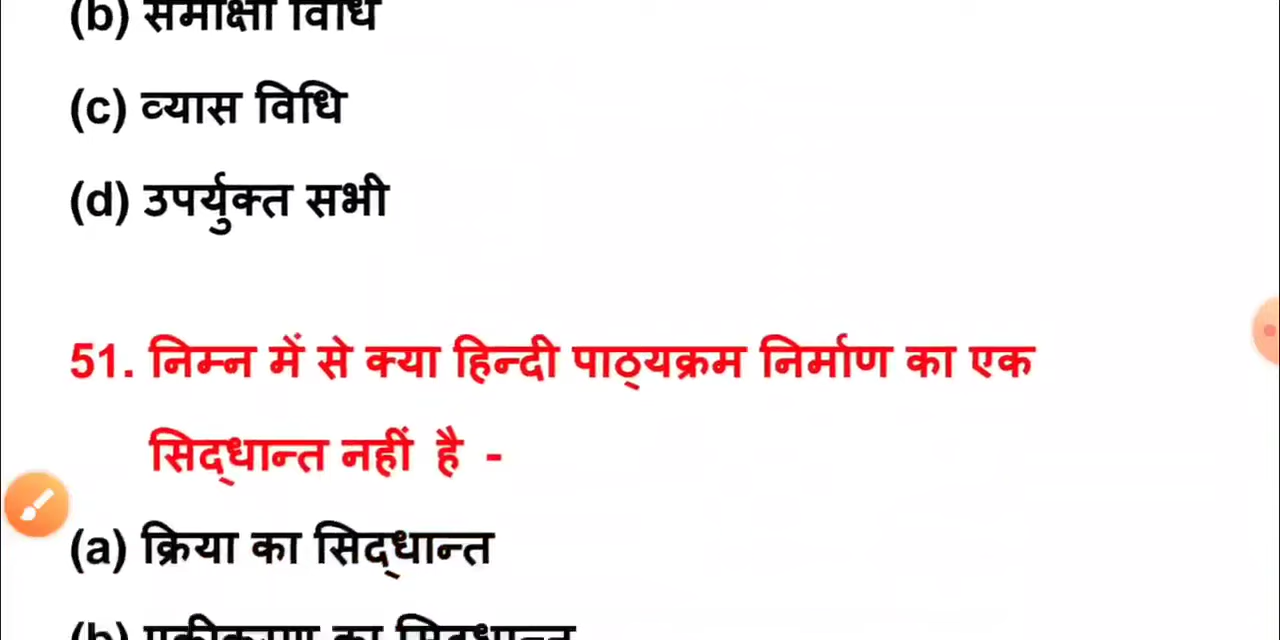 (b) समीक्षा विधि
(c) व्यास विधि
(d) उपर्युक्त सभी
51. निम्न में से क्या हिन्दी पाठ्यक्रम निर्माण का एक
सिद्धान्त नहीं है -
(a) क्रिया का सिद्धान्त
(b) एकीकरण का सिद्धान्त